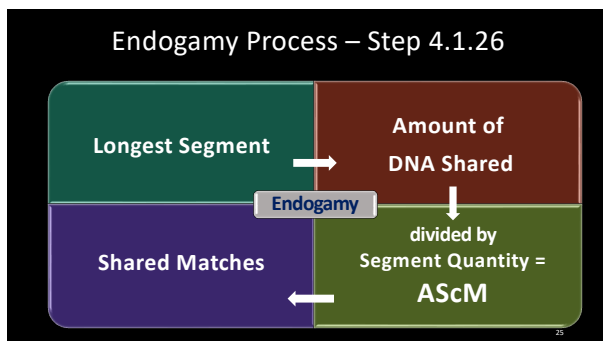 Endogamy Process – Step 4.1.26
Longest Segment
Amount of
DNA Shared
Endogamy
Shared Matches
divided by
Segment Quantity =
AScM
25